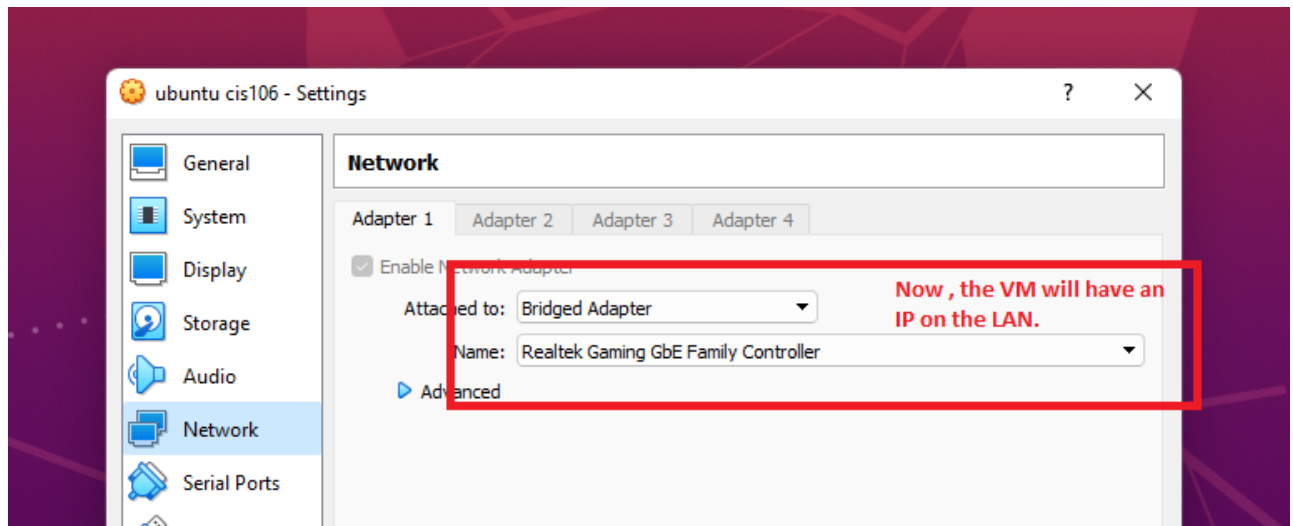 ubuntu cis106 - Settings
?
General
Network
System
Adapter 1
Adapter 2
Adapter 3
Adapter 4
Display
Enable Network Adapter
Now , the VM will have an
IP on the LAN.
Attached to:
Bridged Adapter
Storage
Name:
Realtek Gaming GbE Family Controller
Audio
Advanced
Network
Serial Ports